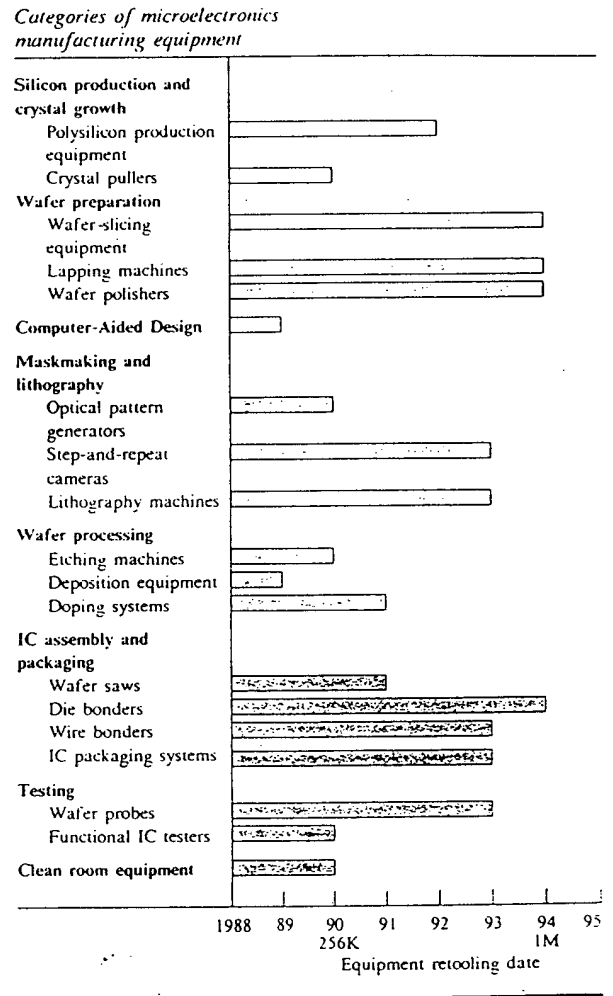 Categories of microelectronics
manufacturing equipment
Silicon production and
crystal growth
Polysilicon production
equipment
Crystal pullers
Wafer preparation
Wafer-slicing
equipment
Lapping machines
Wafer polishers
Computer-Aided Design
Maskmaking and
lithography
Optical pattern
generators
Step-and-repeat
cameras
Lithography machines
Wafer processing
Etching machines
Deposition equipment
Doping systems
IC assembly and
packaging
Wafer saws
Die bonders
Wire bonders
IC packaging systems
Testing
Wafer probes
Functional IC testers
Clean room equipment
1988 89 90 91 92 93 94 95
256K 1M
Equipment retooling date